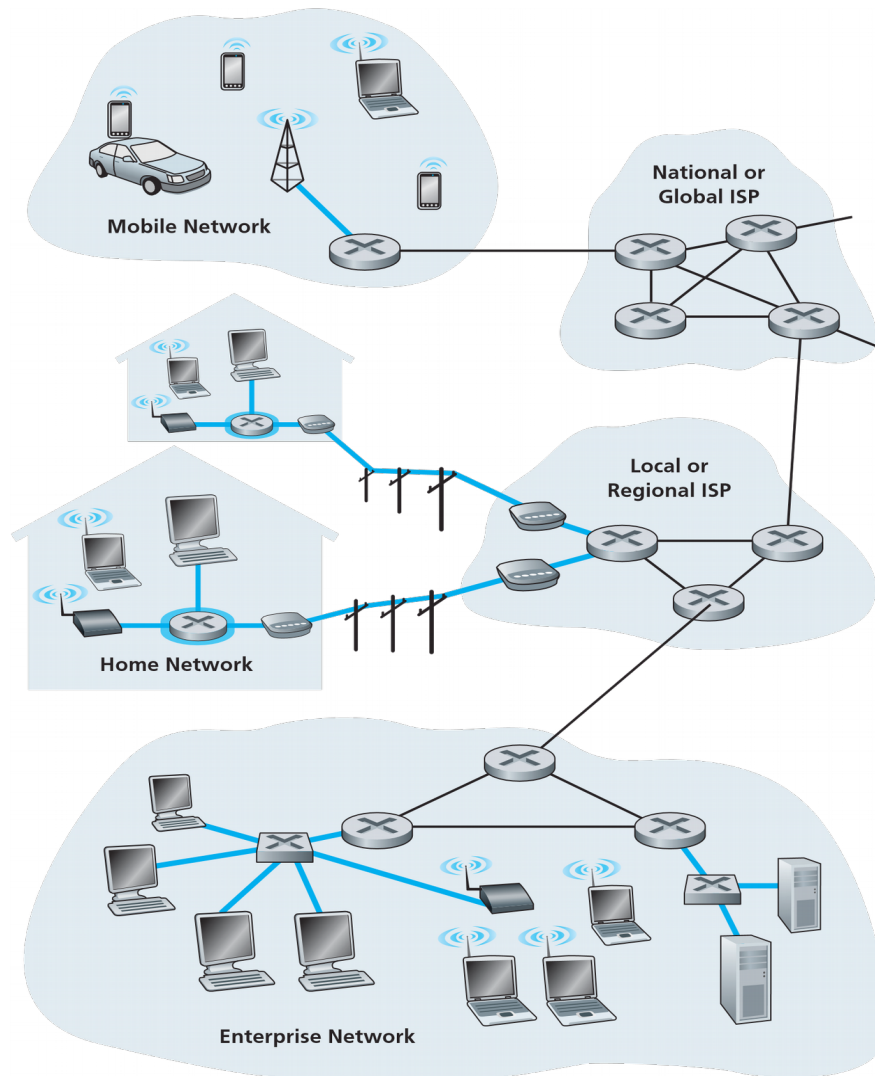 Mobile Network
National or
Global ISP
Local or
Regional ISP
Home Network
Enterprise Network